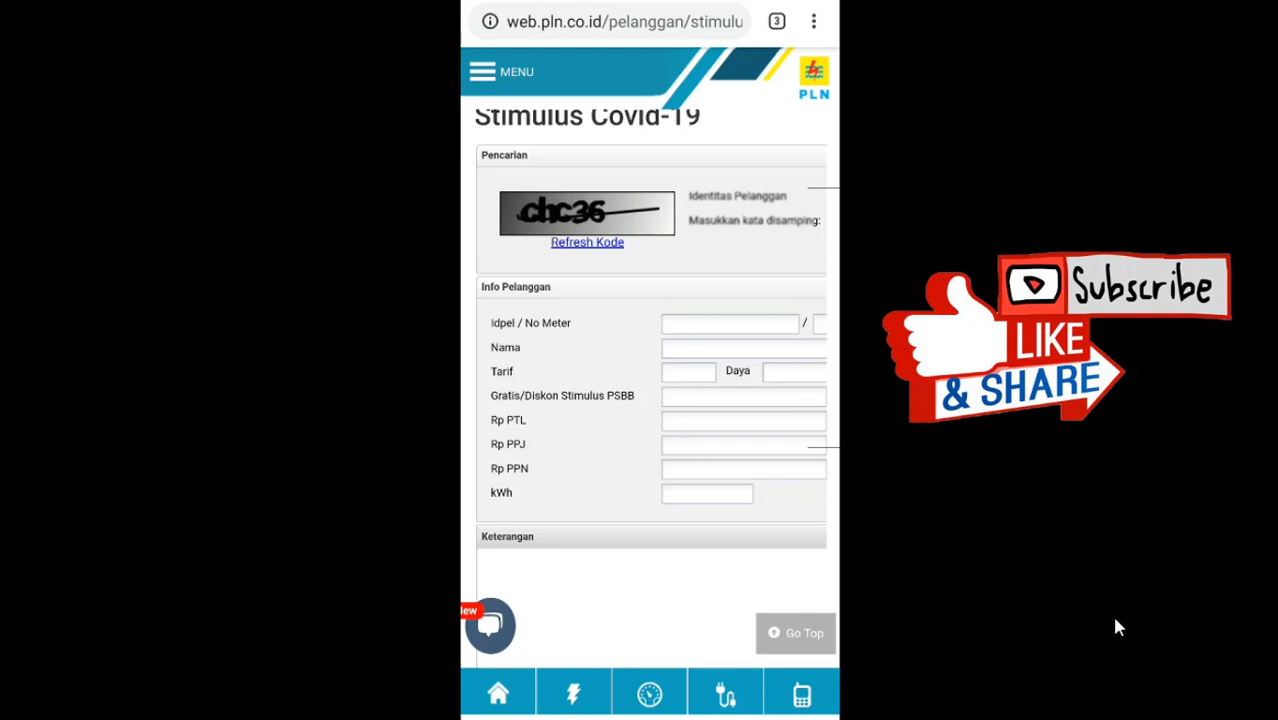 web.pln.co.id/pelanggan/stimulu
3
MENU
PLN
Stimulus Covid-19
Pencarian
chc36
Refresh Kode
Identitas Pelanggan
Masukkan kata disamping:
Info Pelanggan
Idpel / No Meter /
Nama
Tarif Daya
Gratis/Diskon Stimulus PSBB
Rp PTL
Rp PPJ
Rp PPN
kWh
Keterangan
New
Go Top
Subscribe
LIKE
& SHARE